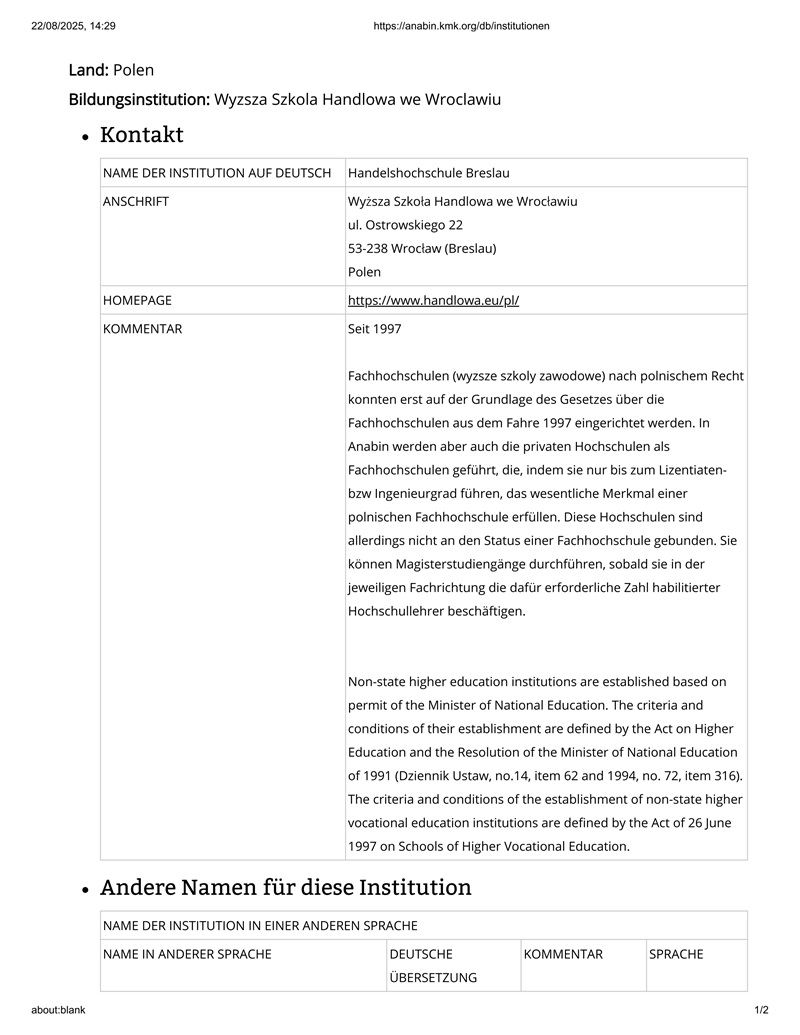 22/08/2025, 14:29
https://anabin.kmk.org/db/institutionen
Land: Polen
Bildungsinstitution: Wyzsza Szkola Handlowa we Wroclawiu
• Kontakt
NAME DER INSTITUTION AUF DEUTSCH
Handelshochschule Breslau
ANSCHRIFT
Wyższa Szkoła Handlowa we Wrocławiu
ul. Ostrowskiego 22
53-238 Wrocław (Breslau)
Polen
HOMEPAGE
https://www.handlowa.eu/pl/
KOMMENTAR
Seit 1997
Fachhochschulen (wyzsze szkoly zawodowe) nach polnischem Recht
konnten erst auf der Grundlage des Gesetzes über die
Fachhochschulen aus dem Fahre 1997 eingerichtet werden. In
Anabin werden aber auch die privaten Hochschulen als
Fachhochschulen geführt, die, indem sie nur bis zum Lizentiaten-
bzw Ingenieurgrad führen, das wesentliche Merkmal einer
polnischen Fachhochschule erfüllen. Diese Hochschulen sind
allerdings nicht an den Status einer Fachhochschule gebunden. Sie
können Magisterstudiengänge durchführen, sobald sie in der
jeweiligen Fachrichtung die dafür erforderliche Zahl habilitierter
Hochschullehrer beschäftigen.
Non-state higher education institutions are established based on
permit of the Minister of National Education. The criteria and
conditions of their establishment are defined by the Act on Higher
Education and the Resolution of the Minister of National Education
of 1991 (Dziennik Ustaw, no.14, item 62 and 1994, no. 72, item 316).
The criteria and conditions of the establishment of non-state higher
vocational education institutions are defined by the Act of 26 June
1997 on Schools of Higher Vocational Education.
• Andere Namen für diese Institution
NAME DER INSTITUTION IN EINER ANDEREN SPRACHE
NAME IN ANDERER SPRACHE
DEUTSCHE
ÜBERSETZUNG
KOMMENTAR
SPRACHE
about:blank
1/2